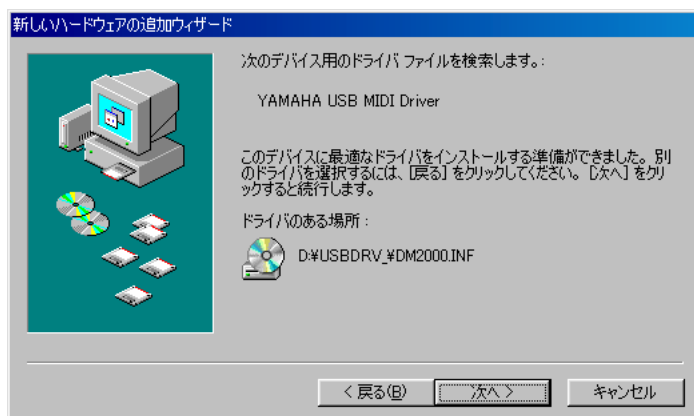 新しいハードウェアの追加ウィザード
次のデバイス用のドライバ ファイルを検索します。:
YAMAHA USB MIDI Driver
このデバイスに最適なドライバをインストールする準備ができました。別
のドライバを選択するには、[戻る] をクリックしてください。[次へ] をクリ
ックすると続行します。
ドライバのある場所 :
D:¥USBDRV_¥DM2000.INF
< 戻る(B)
次へ >
キャンセル